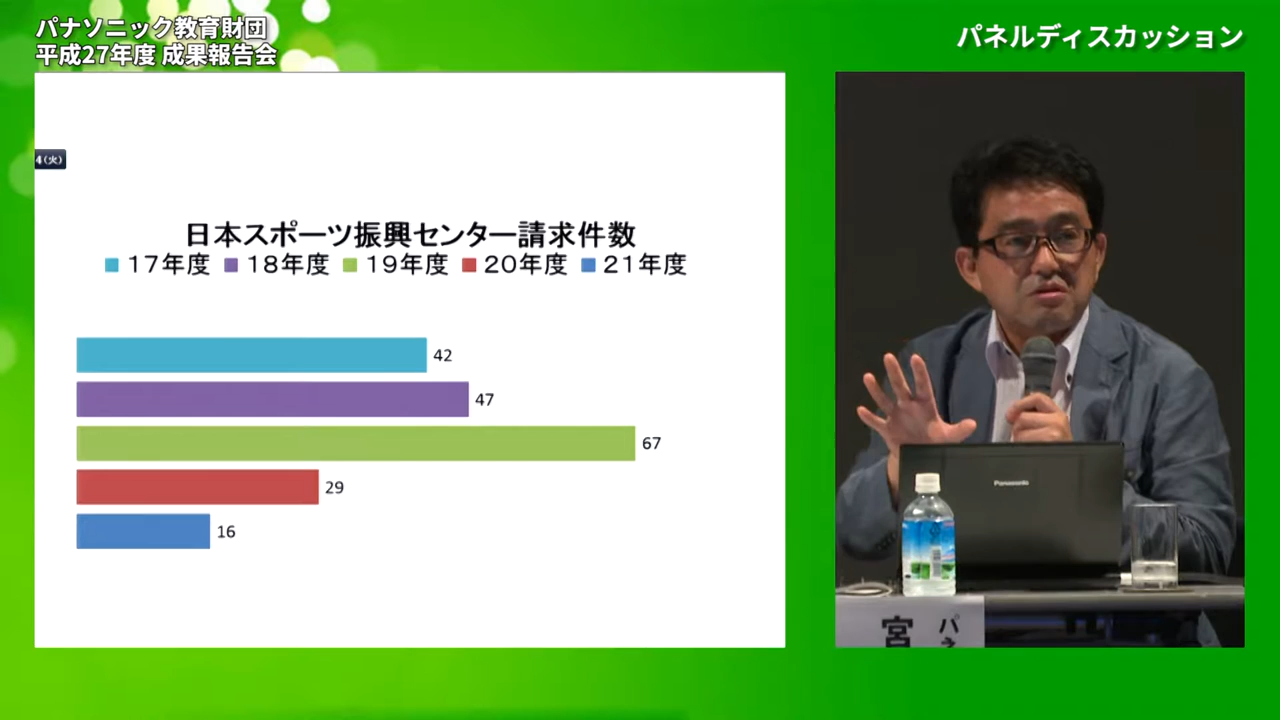 パナソニック教育財団
平成27年度 成果報告会
パネルディスカッション
4(火)
日本スポーツ振興センター請求件数
17年度 18年度 19年度 20年度 21年度
42
47
67
29
16
Panasonic
宮
パネ